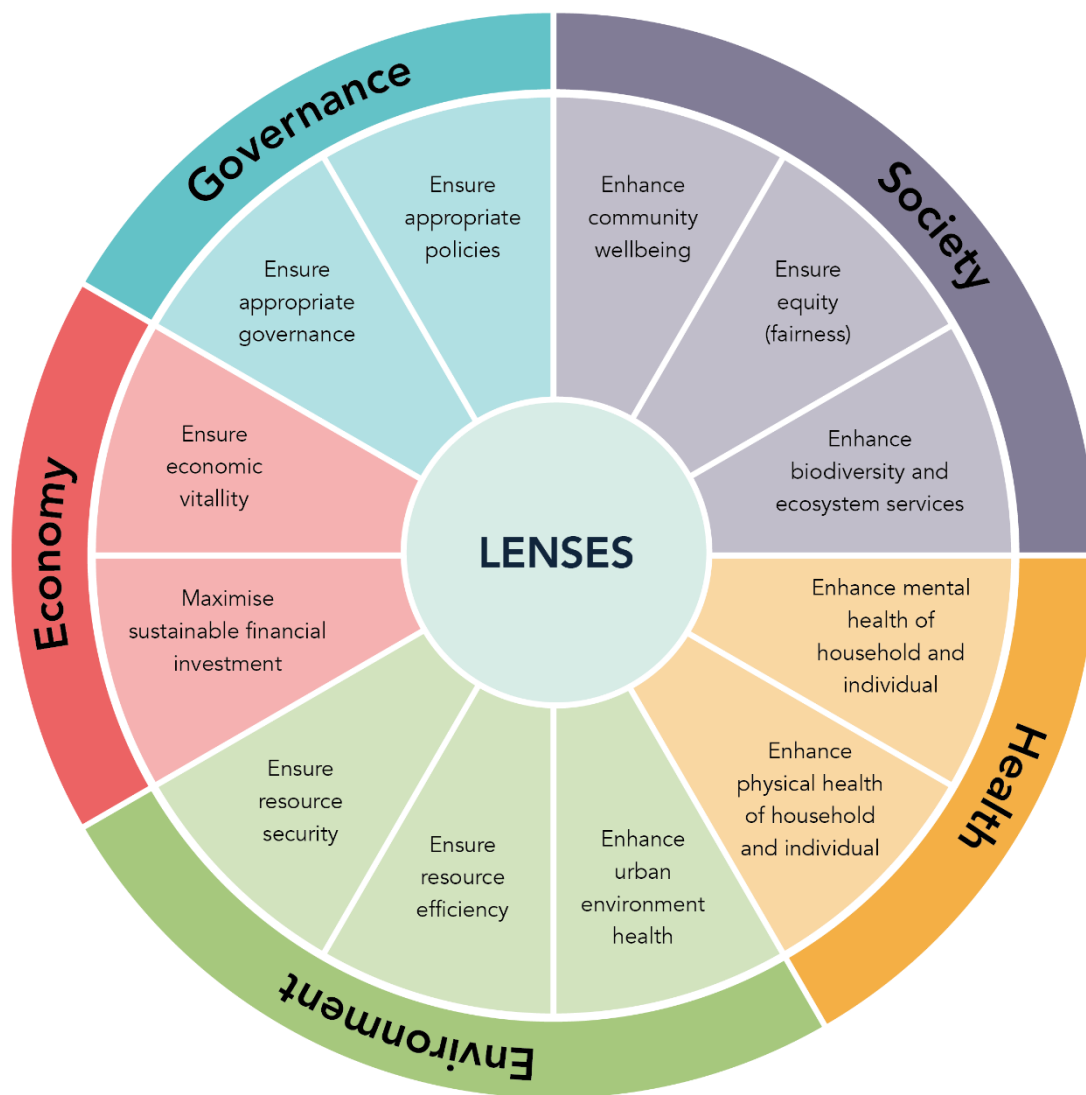 Governance
Society
Health
Environment
Economy
Ensure
appropriate
policies
Enhance
community
wellbeing
Ensure
equity
(fairness)
Enhance
biodiversity and
ecosystem services
Enhance mental
health of
household and
individual
Enhance
physical health
of household
and individual
Enhance
urban
environment
health
Ensure
resource
efficiency
Ensure
resource
security
Maximise
sustainable financial
investment
Ensure
economic
vitallity
Ensure
appropriate
governance
LENSES